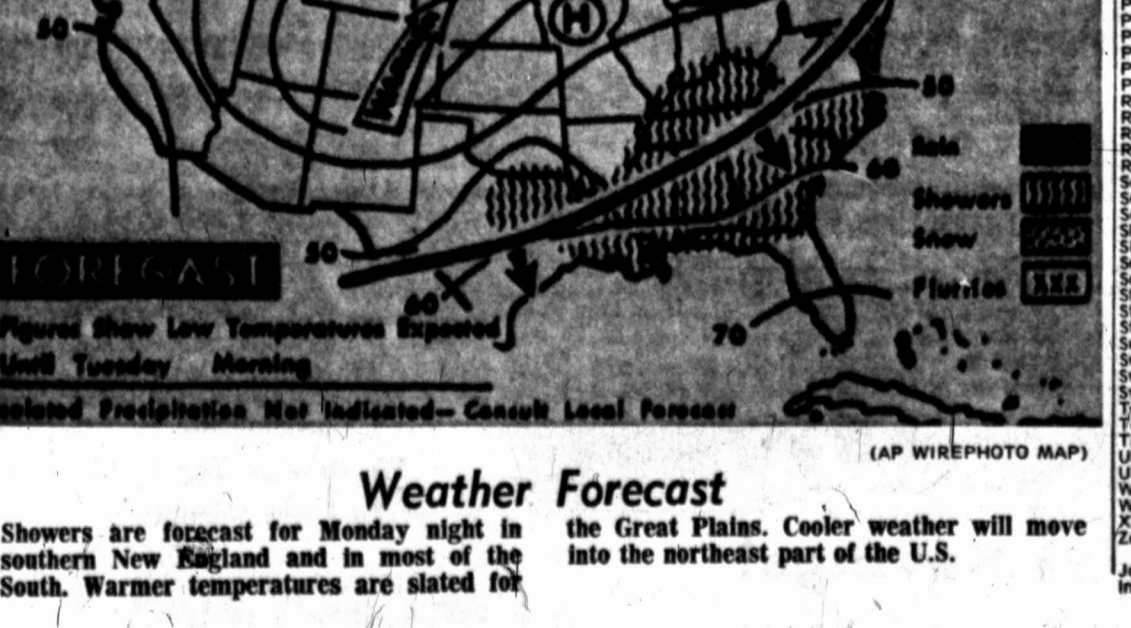 50
H
WARM
50
60
Rain
Showers
Snow
Flurries
50
60
70
FORECAST
Figures Show Low Temperatures Expected
Until Tuesday Morning
Isolated Precipitation Not Indicated— Consult Local Forecast
(AP WIREPHOTO MAP)
Weather Forecast
Showers are forecast for Monday night in
southern New England and in most of the
South. Warmer temperatures are slated for
the Great Plains. Cooler weather will move
into the northeast part of the U.S.